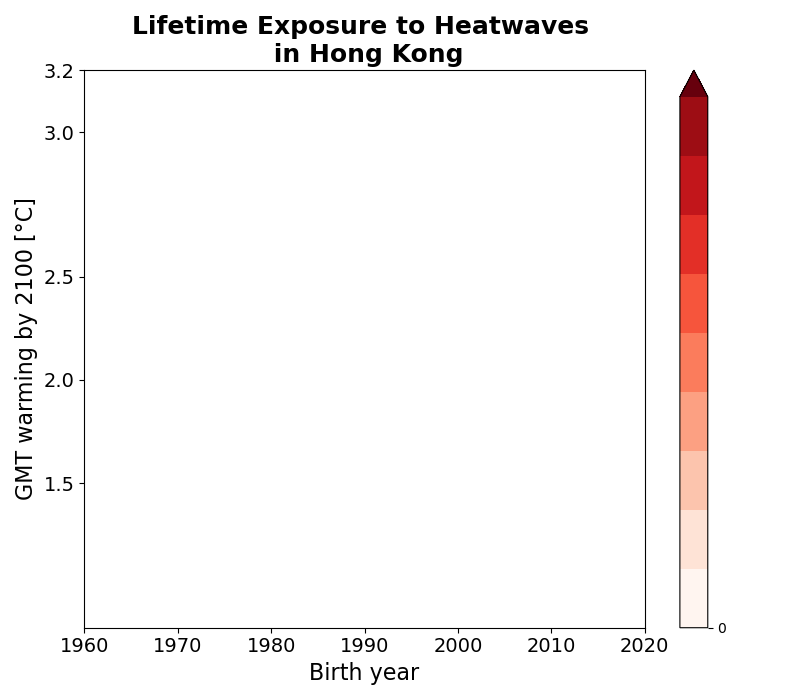 Lifetime Exposure to Heatwaves
in Hong Kong
GMT warming by 2100 [°C]
3.2
3.0
2.5
2.0
1.5
1960 1970 1980 1990 2000 2010 2020
Birth year
0